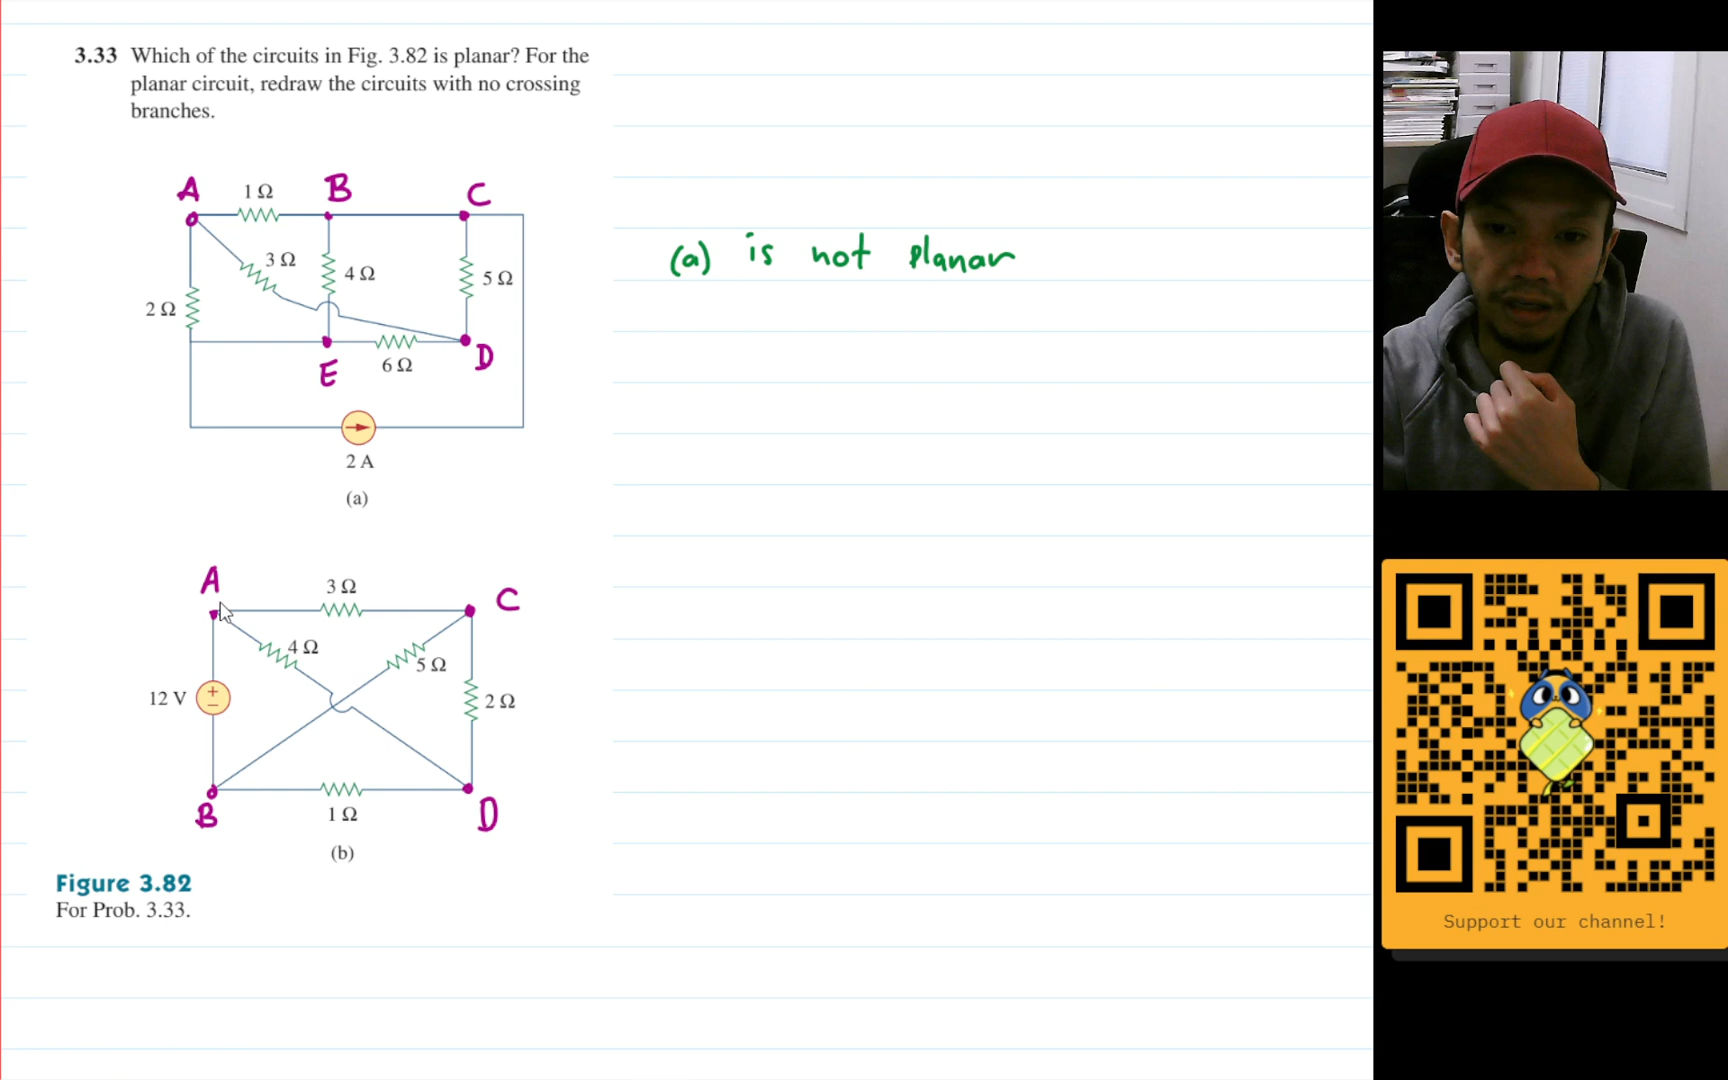 3.33 Which of the circuits in Fig. 3.82 is planar? For the
planar circuit, redraw the circuits with no crossing
branches.
A 1 Ω B C
3 Ω
4 Ω
5 Ω
2 Ω
E 6 Ω D
2 A
(a)
(a) is not planar
A 3 Ω C
4 Ω
5 Ω
12 V
+
−
2 Ω
B 1 Ω D
(b)
Figure 3.82
For Prob. 3.33.
Support our channel!